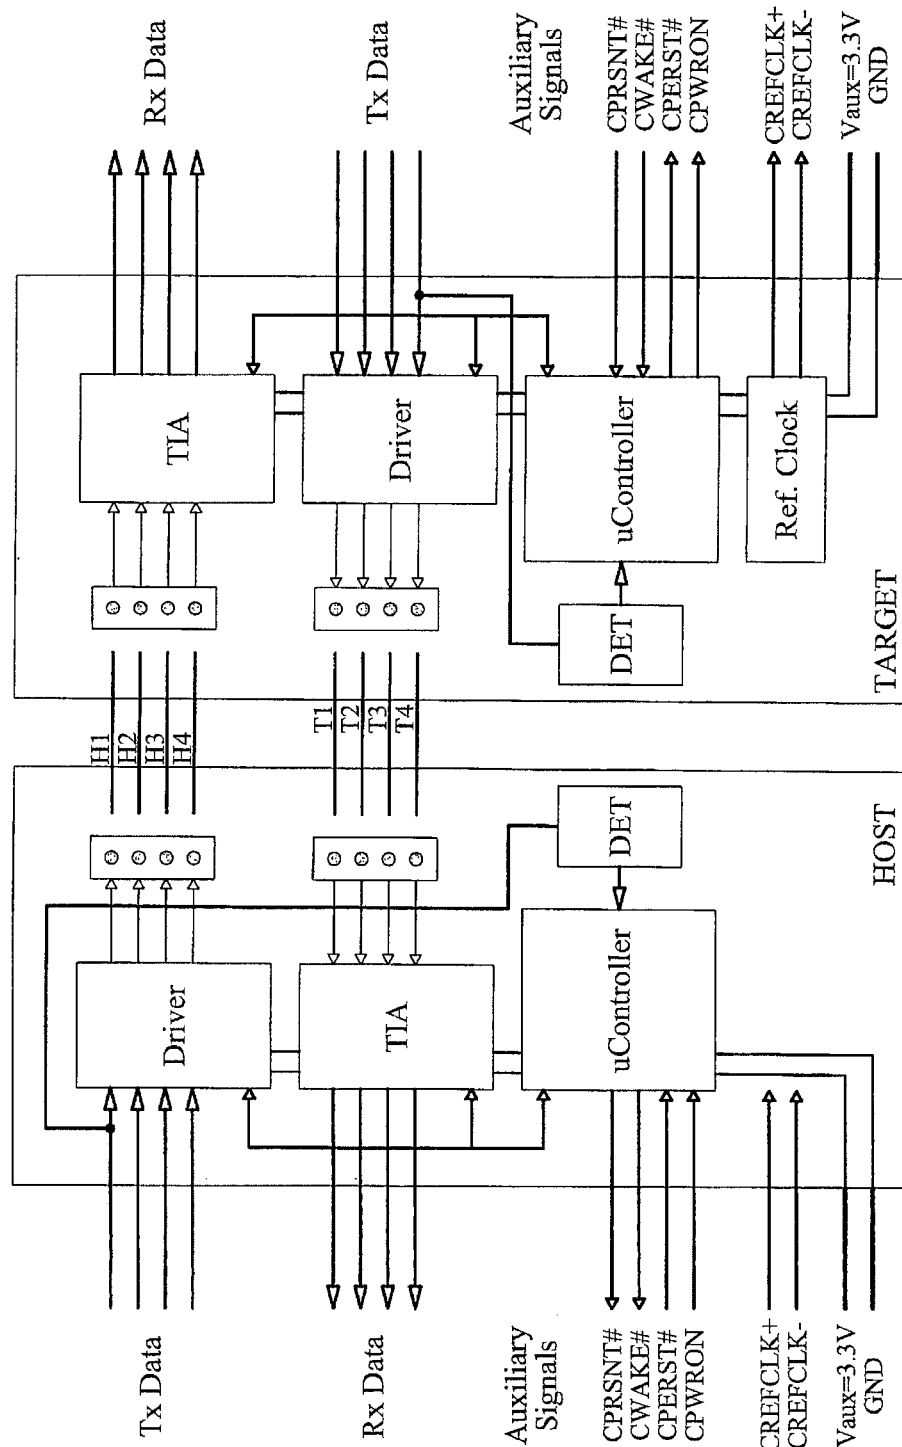 Tx Data
Rx Data
Auxiliary
Signals
CPRSNT#
CWAKE#
CPERST#
CPWRON
CREFCLK+
CREFCLK-
Vaux=3.3V
GND
Driver
TIA
uController
DET
HOST
H1
H2
H3
H4
T1
T2
T3
T4
TIA
Driver
uController
DET
Ref. Clock
TARGET
Rx Data
Tx Data
Auxiliary
Signals
CPRSNT#
CWAKE#
CPERST#
CPWRON
CREFCLK+
CREFCLK-
Vaux=3.3V
GND